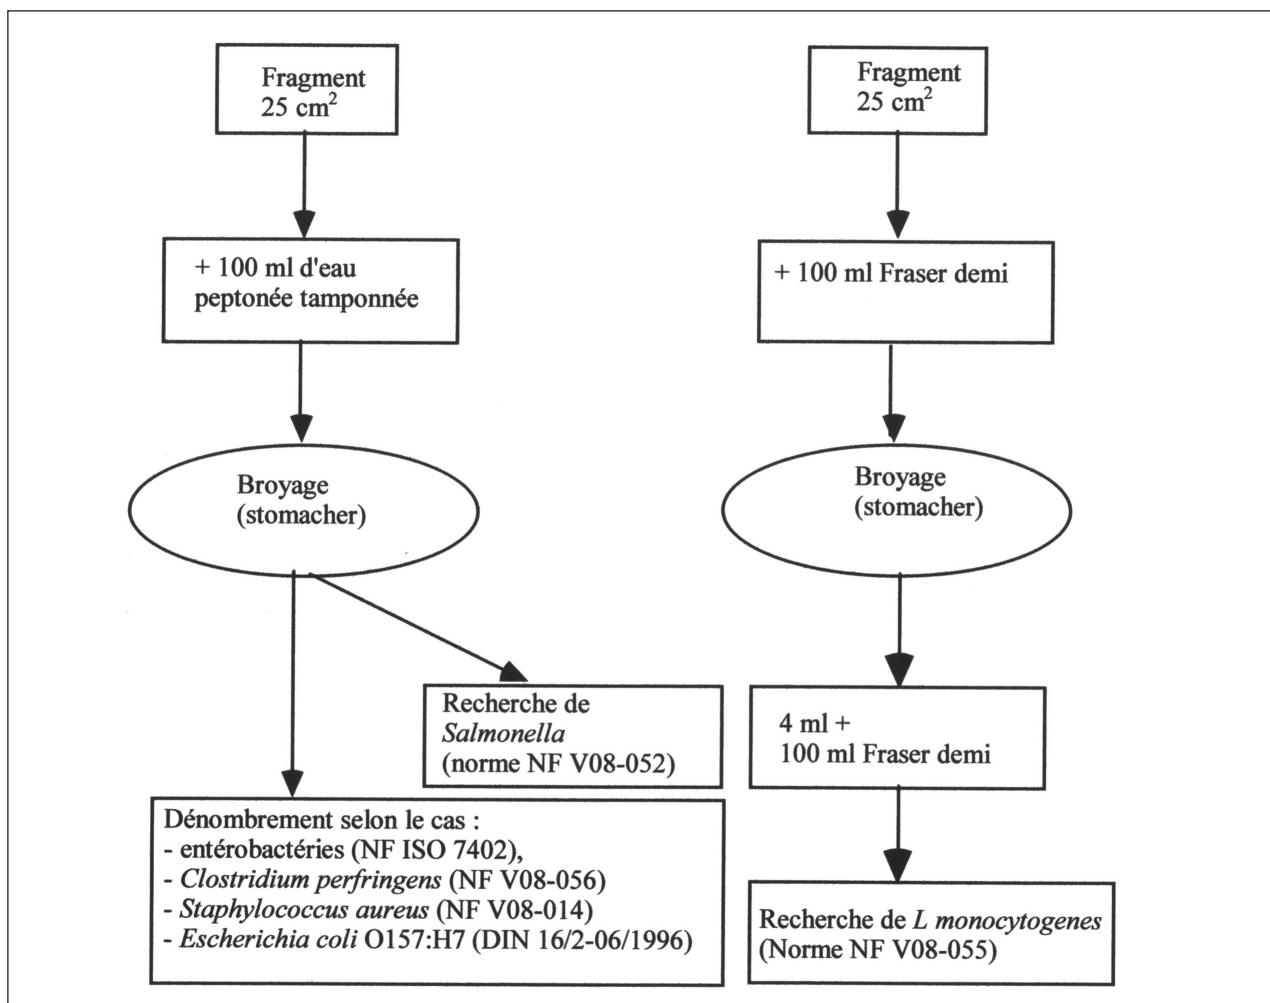 Fragment
25 cm²
+ 100 ml d'eau
peptonée tamponnée
Broyage
(stomacher)
Recherche de
Salmonella
(norme NF V08-052)
Dénombrement selon le cas :
- entérobactéries (NF ISO 7402),
- Clostridium perfringens (NF V08-056)
- Staphylococcus aureus (NF V08-014)
- Escherichia coli O157:H7 (DIN 16/2-06/1996)
Fragment
25 cm²
+ 100 ml Fraser demi
Broyage
(stomacher)
4 ml +
100 ml Fraser demi
Recherche de L monocytogenes
(Norme NF V08-055)